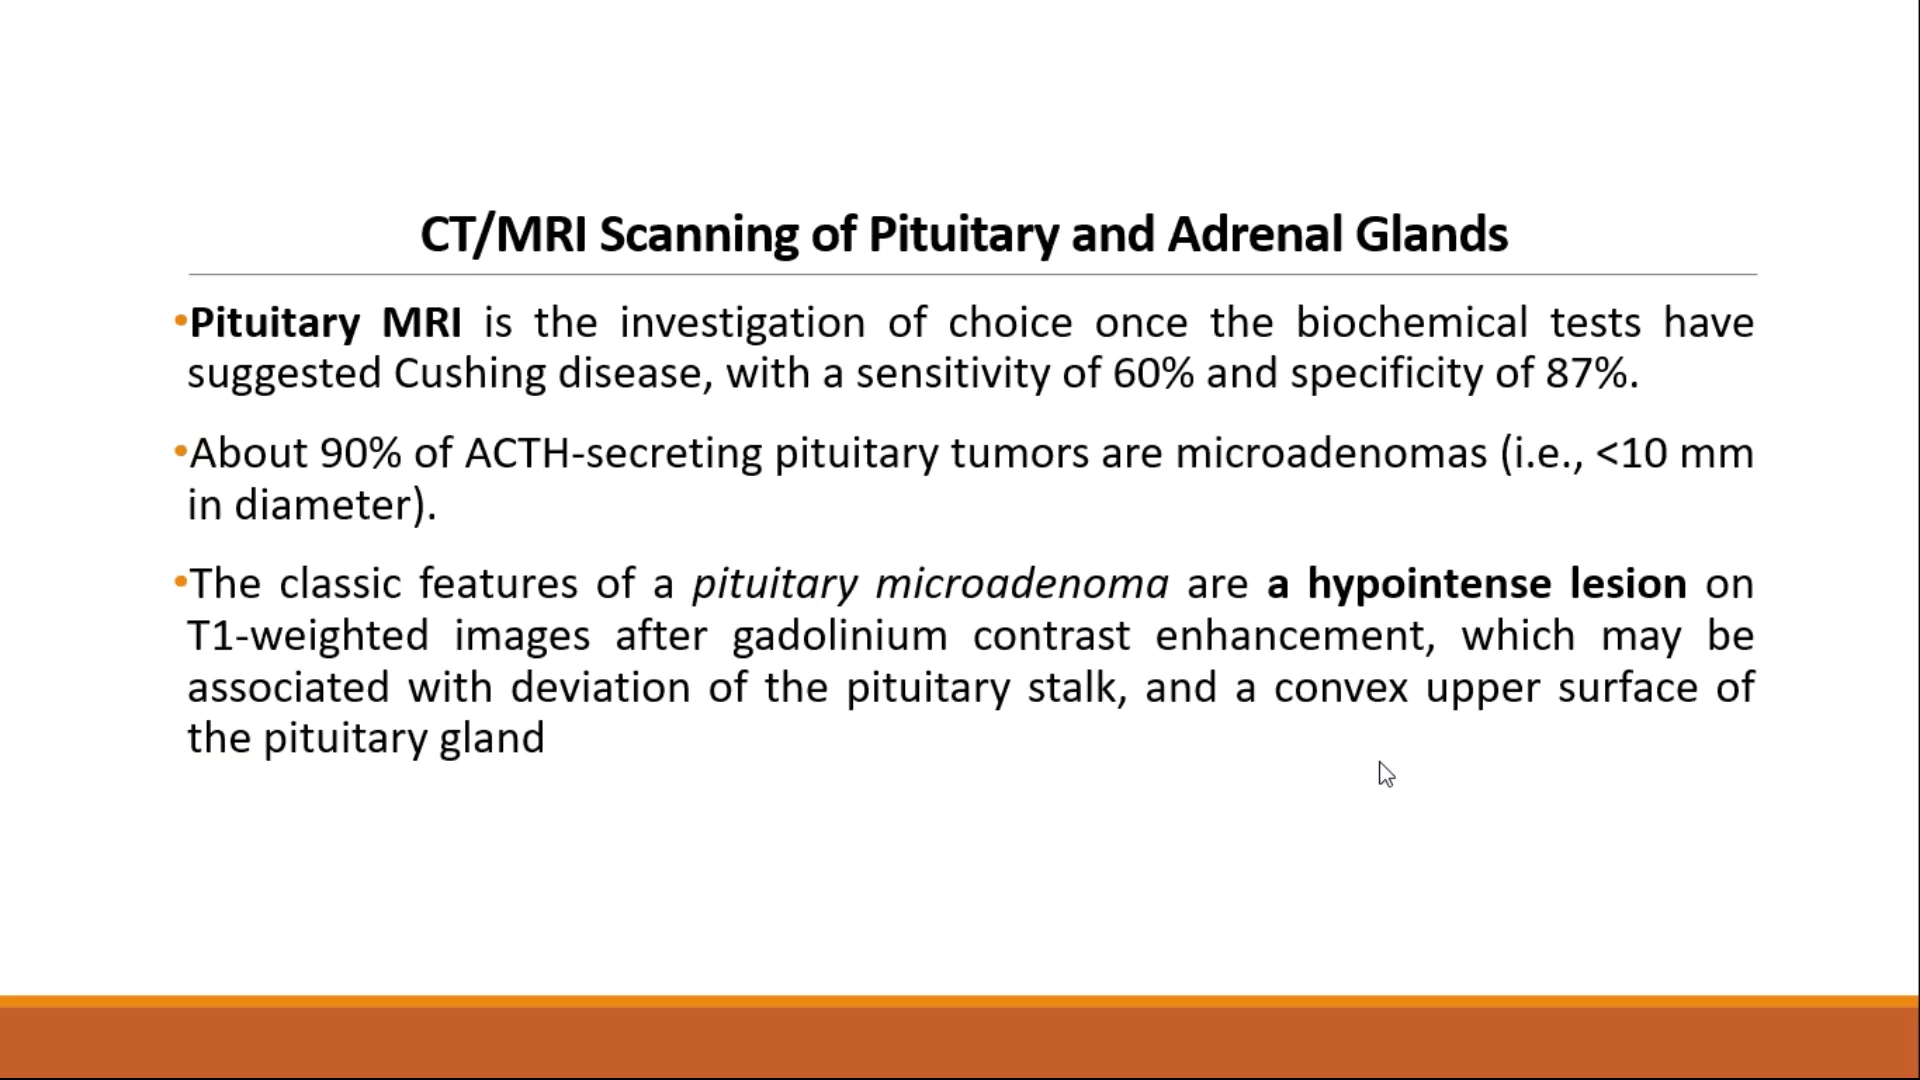 CT/MRI Scanning of Pituitary and Adrenal Glands
•Pituitary MRI is the investigation of choice once the biochemical tests have
suggested Cushing disease, with a sensitivity of 60% and specificity of 87%.
•About 90% of ACTH-secreting pituitary tumors are microadenomas (i.e., <10 mm
in diameter).
•The classic features of a pituitary microadenoma are a hypointense lesion on
T1-weighted images after gadolinium contrast enhancement, which may be
associated with deviation of the pituitary stalk, and a convex upper surface of
the pituitary gland